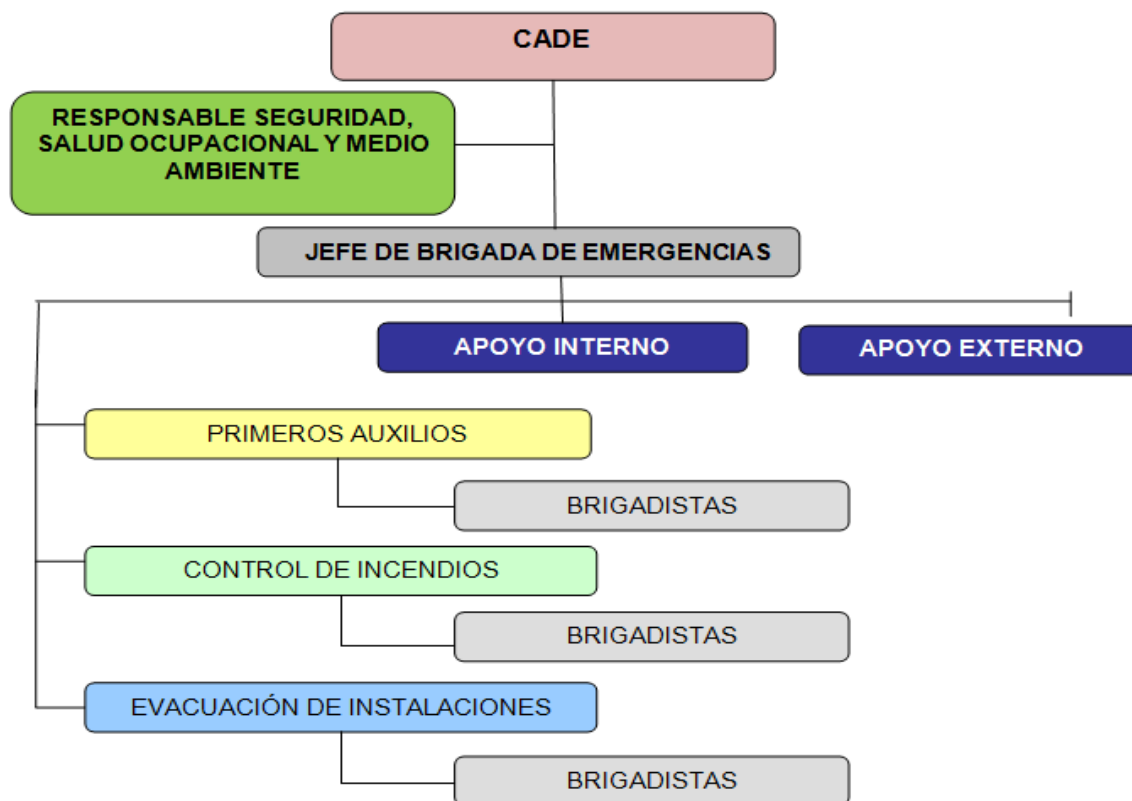 CADE
RESPONSABLE SEGURIDAD,
SALUD OCUPACIONAL Y MEDIO
AMBIENTE
JEFE DE BRIGADA DE EMERGENCIAS
APOYO INTERNO
APOYO EXTERNO
PRIMEROS AUXILIOS
BRIGADISTAS
CONTROL DE INCENDIOS
BRIGADISTAS
EVACUACIÓN DE INSTALACIONES
BRIGADISTAS